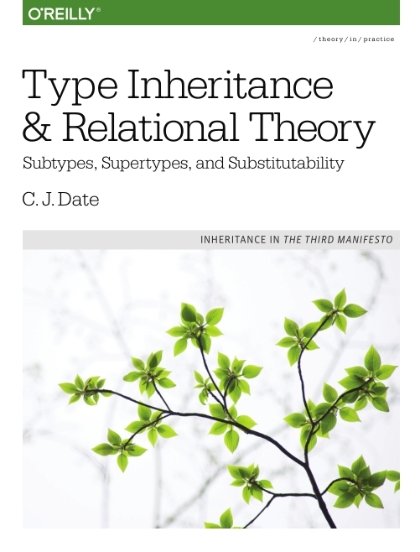 O'REILLY®
/theory/in/practice
Type Inheritance
& Relational Theory
Subtypes, Supertypes, and Substitutability
C. J. Date
INHERITANCE IN THE THIRD MANIFESTO